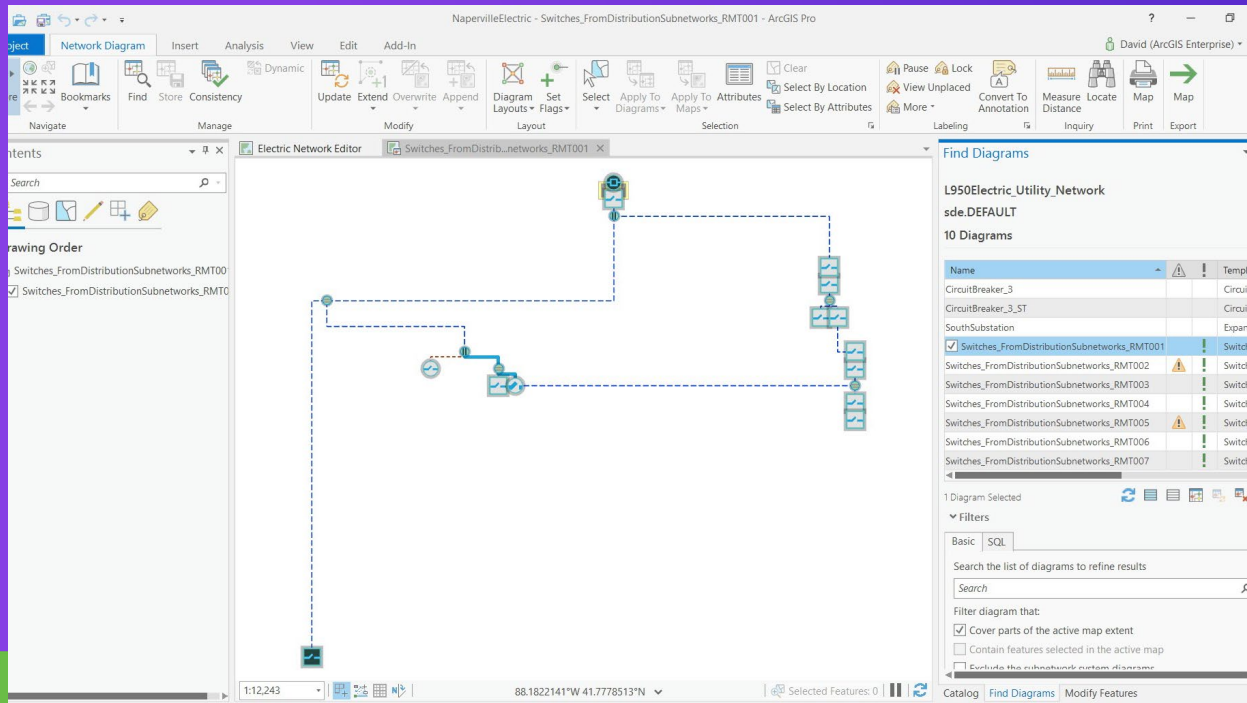 NapervilleElectric - Switches_FromDistributionSubnetworks_RMT001 - ArcGIS Pro
?
oject Network Diagram Insert Analysis View Edit Add-In David (ArcGIS Enterprise)
re Bookmarks Find Store Consistency Dynamic
Update Extend Overwrite Append
Diagram Layouts Set Flags
Select Apply To Diagrams Apply To Maps Attributes
Clear
Select By Location
Select By Attributes
Pause Lock
View Unplaced
More
Convert To Annotation
Measure Distance Locate Map Map
Navigate Manage Modify Layout Selection Labeling Inquiry Print Export
ntents
Search
rawing Order
Switches_FromDistributionSubnetworks_RMT00
Switches_FromDistributionSubnetworks_RMT0
Electric Network Editor Switches_FromDistrib...networks_RMT001
1:12,243 88.1822141°W 41.7778513°N Selected Features: 0
Find Diagrams
L950Electric_Utility_Network
sde.DEFAULT
10 Diagrams
Name ! Templ
CircuitBreaker_3 Circui
CircuitBreaker_3_ST Circui
SouthSubstation Expan
Switches_FromDistributionSubnetworks_RMT001 ! Switch
Switches_FromDistributionSubnetworks_RMT002 ! Switch
Switches_FromDistributionSubnetworks_RMT003 ! Switch
Switches_FromDistributionSubnetworks_RMT004 ! Switch
Switches_FromDistributionSubnetworks_RMT005 ! Switch
Switches_FromDistributionSubnetworks_RMT006 ! Switch
Switches_FromDistributionSubnetworks_RMT007 ! Switch
1 Diagram Selected
Filters
Basic SQL
Search the list of diagrams to refine results
Search
Filter diagram that:
Cover parts of the active map extent
Contain features selected in the active map
Exclude the subnetwork system diagrams
Catalog Find Diagrams Modify Features